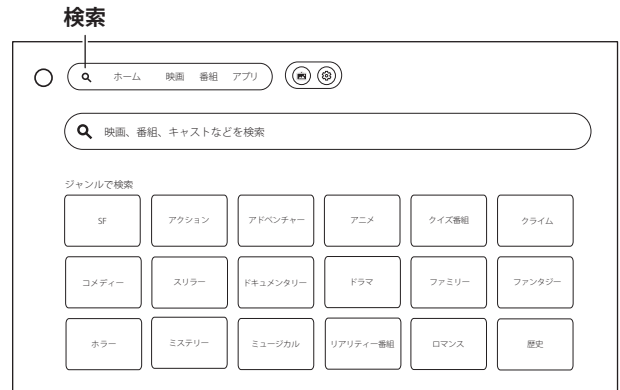 検索
ホーム 映画 番組 アプリ
映画、番組、キャストなどを検索
ジャンルで検索
SF アクション アドベンチャー アニメ クイズ番組 クライム
コメディー スリラー ドキュメンタリー ドラマ ファミリー ファンタジー
ホラー ミステリー ミュージカル リアリティー番組 ロマンス 歴史